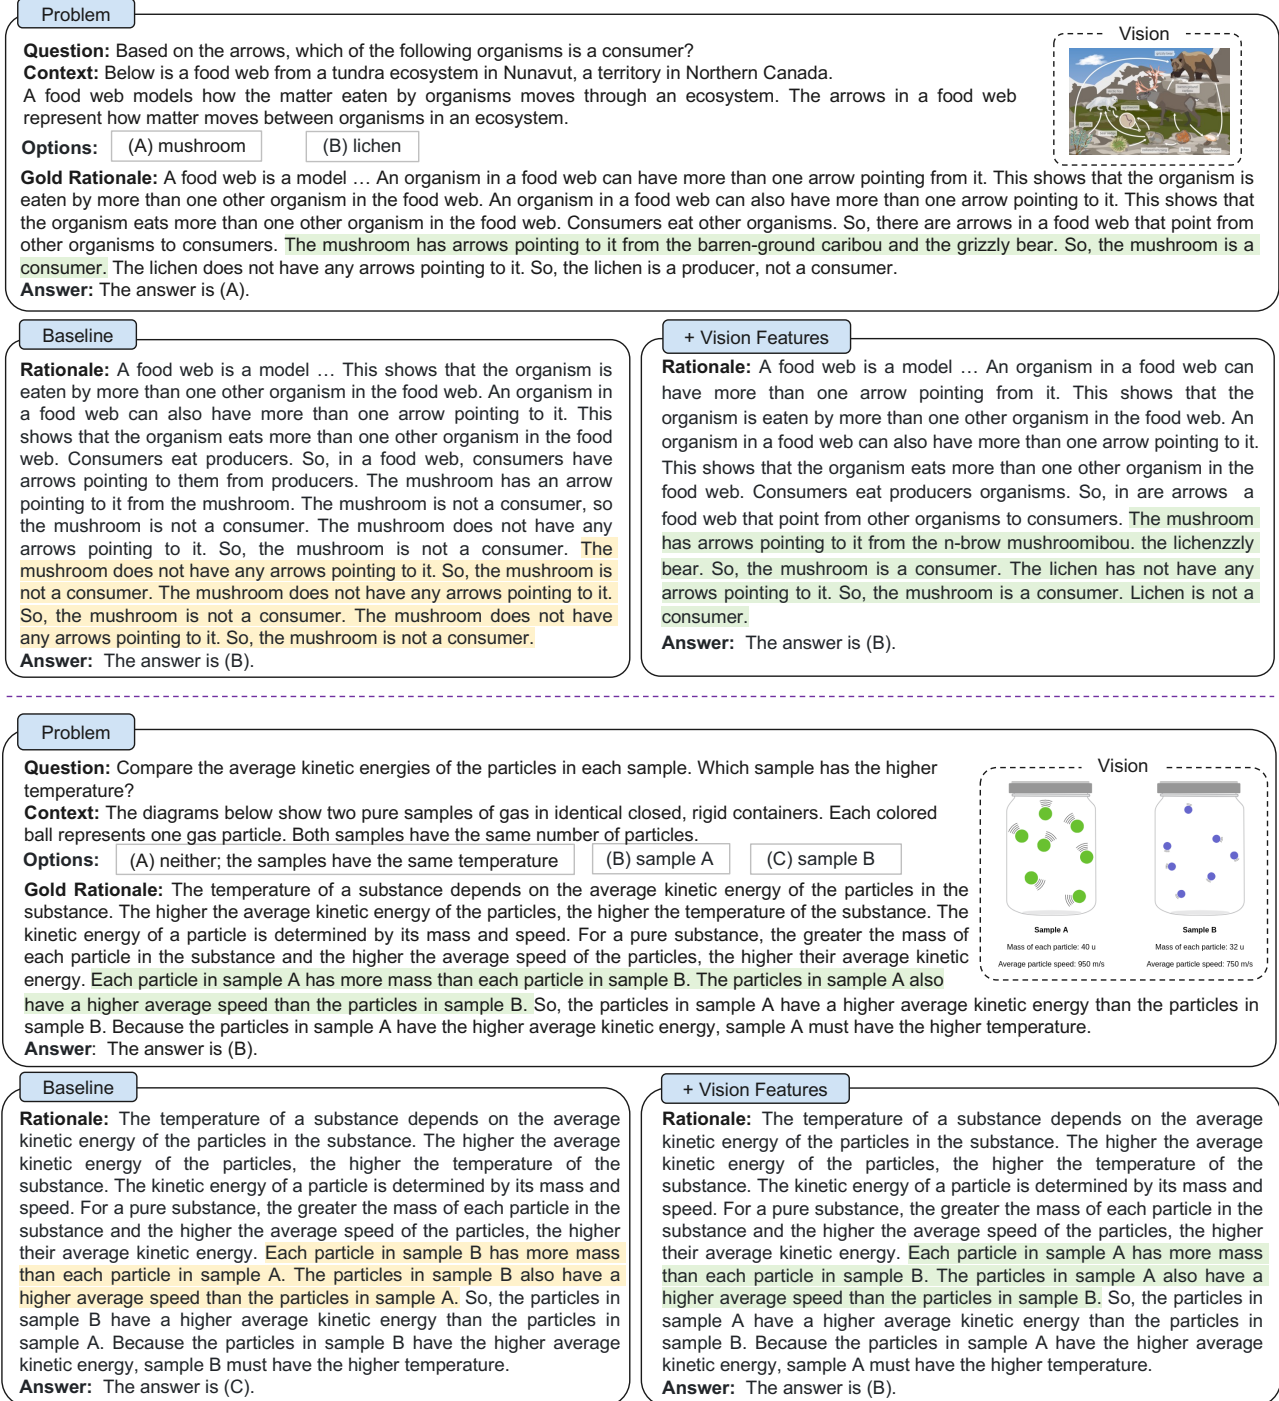 Problem
Question: Based on the arrows, which of the following organisms is a consumer?
Context: Below is a food web from a tundra ecosystem in Nunavut, a territory in Northern Canada.
A food web models how the matter eaten by organisms moves through an ecosystem. The arrows in a food web
represent how matter moves between organisms in an ecosystem.
Options: (A) mushroom (B) lichen
Vision
Gold Rationale: A food web is a model … An organism in a food web can have more than one arrow pointing from it. This shows that the organism is
eaten by more than one other organism in the food web. An organism in a food web can also have more than one arrow pointing to it. This shows that
the organism eats more than one other organism in the food web. Consumers eat other organisms. So, there are arrows in a food web that point from
other organisms to consumers. The mushroom has arrows pointing to it from the barren-ground caribou and the grizzly bear. So, the mushroom is a
consumer. The lichen does not have any arrows pointing to it. So, the lichen is a producer, not a consumer.
Answer: The answer is (A).
Baseline
Rationale: A food web is a model … This shows that the organism is
eaten by more than one other organism in the food web. An organism in
a food web can also have more than one arrow pointing to it. This
shows that the organism eats more than one other organism in the food
web. Consumers eat producers. So, in a food web, consumers have
arrows pointing to them from producers. The mushroom has an arrow
pointing to it from the mushroom. The mushroom is not a consumer, so
the mushroom is not a consumer. The mushroom does not have any
arrows pointing to it. So, the mushroom is not a consumer. The
mushroom does not have any arrows pointing to it. So, the mushroom is
not a consumer. The mushroom does not have any arrows pointing to it.
So, the mushroom is not a consumer. The mushroom does not have
any arrows pointing to it. So, the mushroom is not a consumer.
Answer: The answer is (B).
+ Vision Features
Rationale: A food web is a model … An organism in a food web can
have more than one arrow pointing from it. This shows that the
organism is eaten by more than one other organism in the food web. An
organism in a food web can also have more than one arrow pointing to it.
This shows that the organism eats more than one other organism in the
food web. Consumers eat producers organisms. So, in are arrows a
food web that point from other organisms to consumers. The mushroom
has arrows pointing to it from the n-brow mushroomibou. the lichenzzly
bear. So, the mushroom is a consumer. The lichen has not have any
arrows pointing to it. So, the mushroom is a consumer. Lichen is not a
consumer.
Answer: The answer is (B).
Problem
Question: Compare the average kinetic energies of the particles in each sample. Which sample has the higher
temperature?
Context: The diagrams below show two pure samples of gas in identical closed, rigid containers. Each colored
ball represents one gas particle. Both samples have the same number of particles.
Options: (A) neither; the samples have the same temperature (B) sample A (C) sample B
Vision
Sample A Sample B
Mass of each particle: 40 u Mass of each particle: 32 u
Average particle speed: 950 m/s Average particle speed: 750 m/s
Gold Rationale: The temperature of a substance depends on the average kinetic energy of the particles in the
substance. The higher the average kinetic energy of the particles, the higher the temperature of the substance. The
kinetic energy of a particle is determined by its mass and speed. For a pure substance, the greater the mass of
each particle in the substance and the higher the average speed of the particles, the higher their average kinetic
energy. Each particle in sample A has more mass than each particle in sample B. The particles in sample A also
have a higher average speed than the particles in sample B. So, the particles in sample A have a higher average kinetic energy than the particles in
sample B. Because the particles in sample A have the higher average kinetic energy, sample A must have the higher temperature.
Answer: The answer is (B).
Baseline
Rationale: The temperature of a substance depends on the average
kinetic energy of the particles in the substance. The higher the average
kinetic energy of the particles, the higher the temperature of the
substance. The kinetic energy of a particle is determined by its mass and
speed. For a pure substance, the greater the mass of each particle in the
substance and the higher the average speed of the particles, the higher
their average kinetic energy. Each particle in sample B has more mass
than each particle in sample A. The particles in sample B also have a
higher average speed than the particles in sample A. So, the particles in
sample B have a higher average kinetic energy than the particles in
sample A. Because the particles in sample B have the higher average
kinetic energy, sample B must have the higher temperature.
Answer: The answer is (C).
+ Vision Features
Rationale: The temperature of a substance depends on the average
kinetic energy of the particles in the substance. The higher the average
kinetic energy of the particles, the higher the temperature of the
substance. The kinetic energy of a particle is determined by its mass and
speed. For a pure substance, the greater the mass of each particle in the
substance and the higher the average speed of the particles, the higher
their average kinetic energy. Each particle in sample A has more mass
than each particle in sample B. The particles in sample A also have a
higher average speed than the particles in sample B. So, the particles in
sample A have a higher average kinetic energy than the particles in
sample B. Because the particles in sample A have the higher average
kinetic energy, sample A must have the higher temperature.
Answer: The answer is (B).